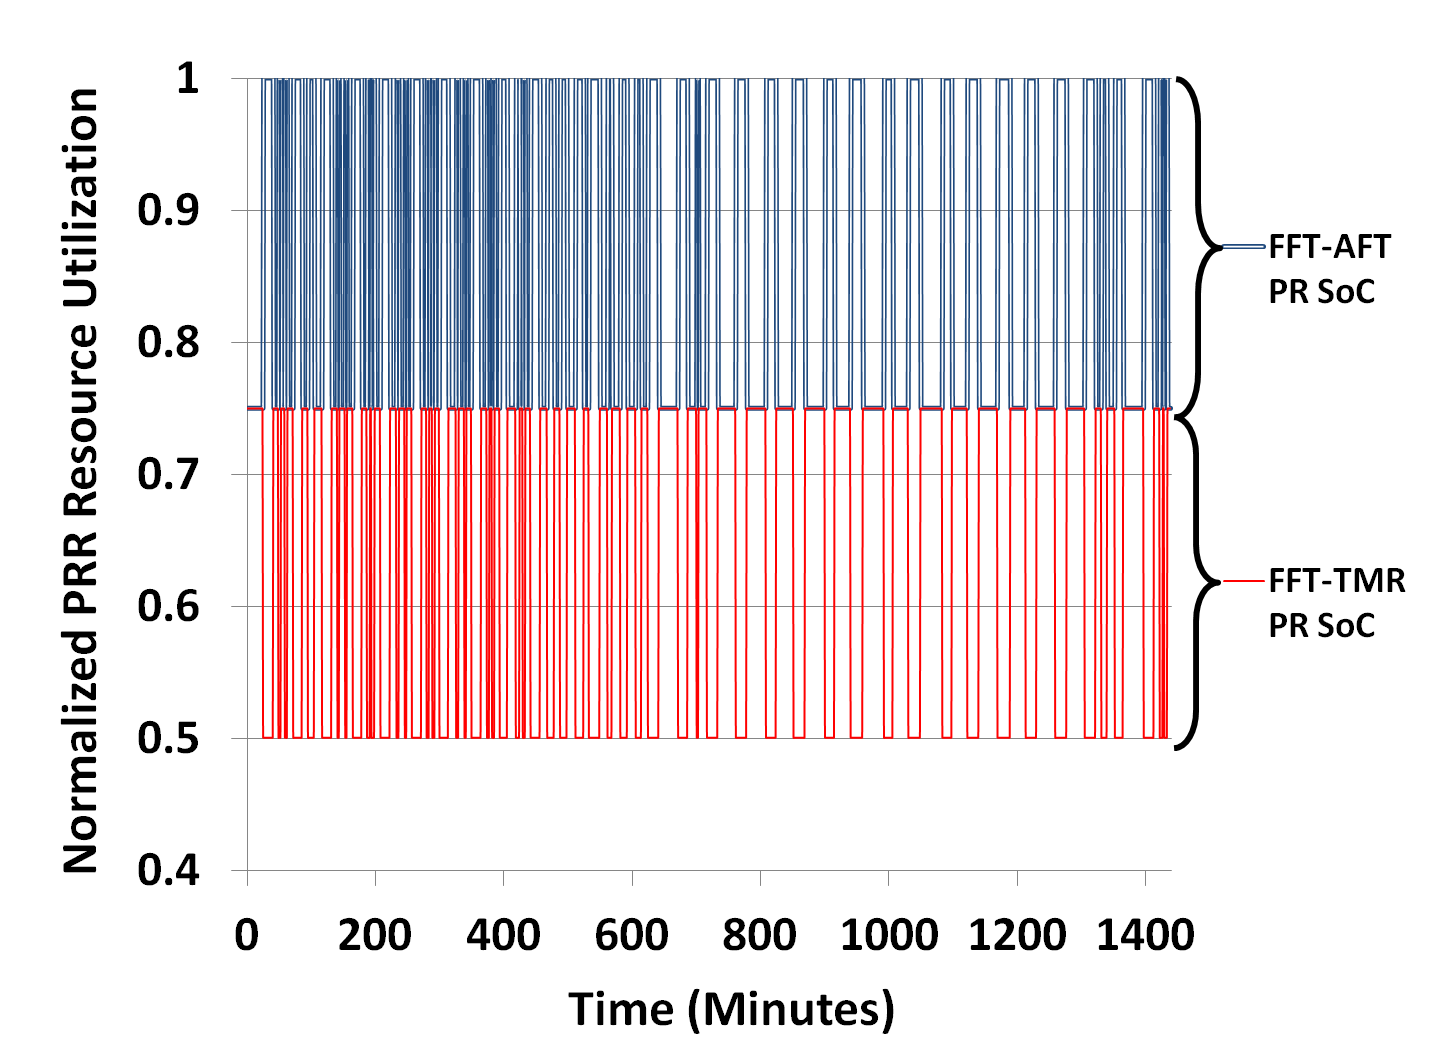 Normalized PRR Resource Utilization
1
0.9
0.8
0.7
0.6
0.5
0.4
0 200 400 600 800 1000 1200 1400
Time (Minutes)
FFT-AFT
PR SoC
FFT-TMR
PR SoC